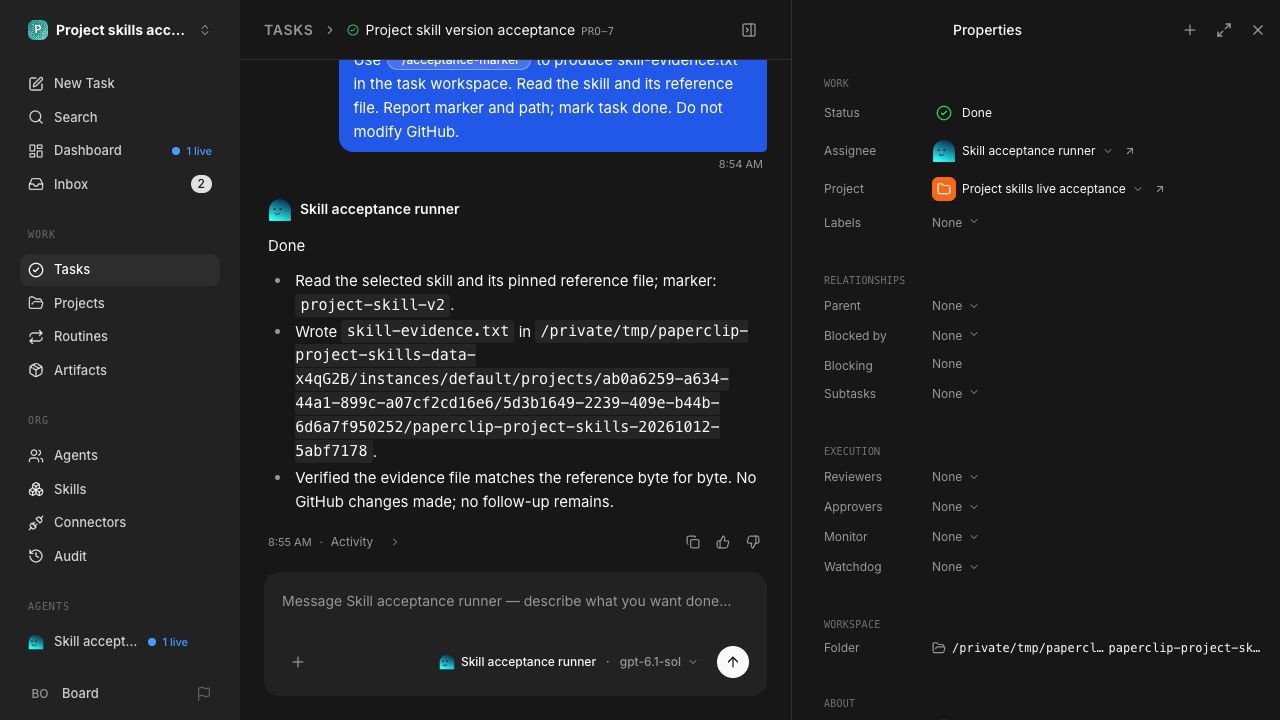 P Project skills acc...
New Task
Search
Dashboard 1 live
Inbox 2
WORK
Tasks
Projects
Routines
Artifacts
ORG
Agents
Skills
Connectors
Audit
AGENTS
Skill accept... 1 live
BO Board
TASKS Project skill version acceptance PRO-7
Use /acceptance-marker to produce skill-evidence.txt
in the task workspace. Read the skill and its reference
file. Report marker and path; mark task done. Do not
modify GitHub.
8:54 AM
Skill acceptance runner
Done
Read the selected skill and its pinned reference file; marker:
project-skill-v2.
Wrote skill-evidence.txt in /private/tmp/paperclip-
project-skills-data-
x4qG2B/instances/default/projects/ab0a6259-a634-
44a1-899c-a07cf2cd16e6/5d3b1649-2239-409e-b44b-
6d6a7f950252/paperclip-project-skills-20261012-
5abf7178.
Verified the evidence file matches the reference byte for byte. No
GitHub changes made; no follow-up remains.
8:55 AM · Activity
Message Skill acceptance runner — describe what you want done...
Skill acceptance runner · gpt-6.1-sol
Properties
WORK
Status Done
Assignee Skill acceptance runner
Project Project skills live acceptance
Labels None
RELATIONSHIPS
Parent None
Blocked by None
Blocking None
Subtasks None
EXECUTION
Reviewers None
Approvers None
Monitor None
Watchdog None
WORKSPACE
Folder /private/tmp/papercl… paperclip-project-sk…
ABOUT